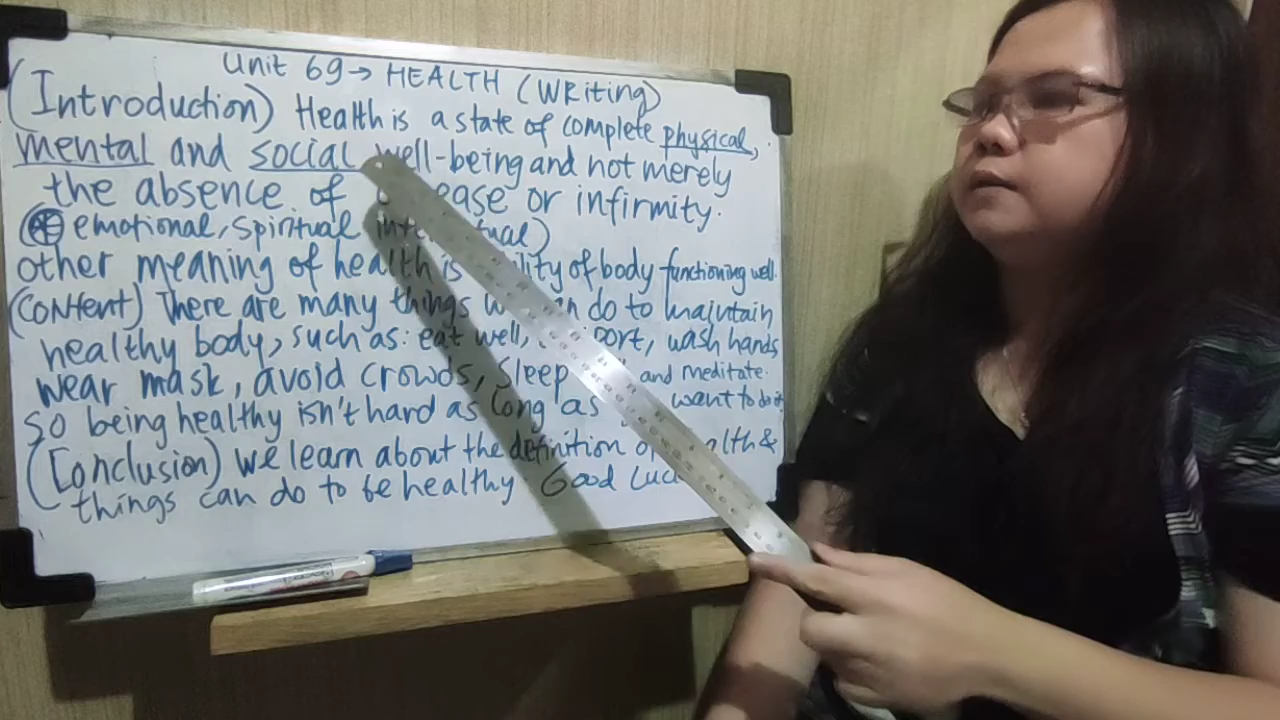 Unit 69 → HEALTH (WRiting)
(Introduction) Health is a state of complete physical,
mental and social well-being and not merely
the absence of ease or infirmity.
emotional, spiritual
other meaning of health is ility of body functioning well.
(CONtent) There are many things do to maintain
healthy body, such as: eat well, port, wash hands
wear mask, avoid crowds, sleep and meditate.
so being healthy isn't hard as long as want to do it
(Conclusion) we learn about the definition of lth &
things can do to be healthy. Good Luc